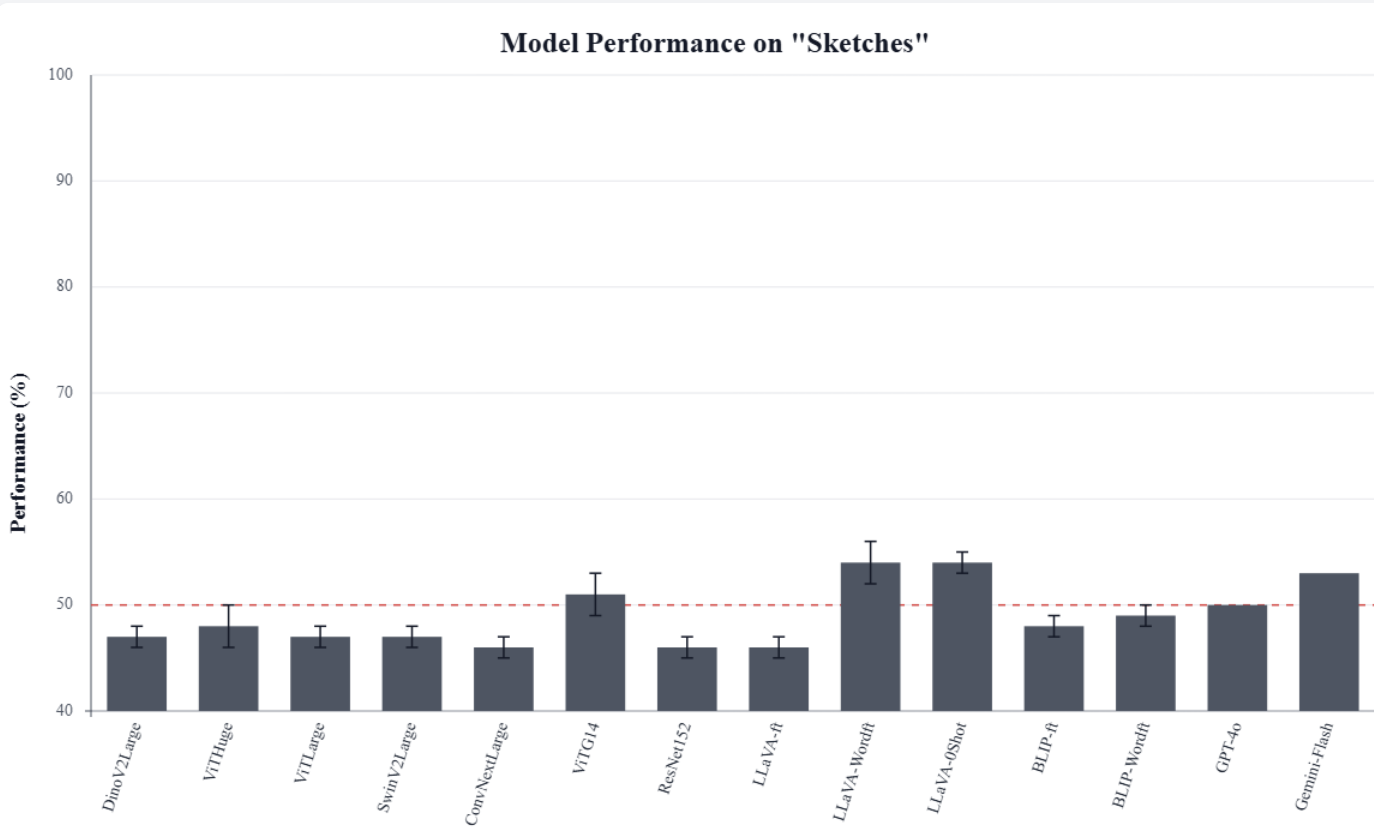 Model Performance on "Sketches"
Performance (%)
100
90
80
70
60
50
40
DinoV2Large
ViTHuge
ViTLarge
SwinV2Large
ConvNextLarge
ViTG14
ResNet152
LLaVA-ft
LLaVA-Wordft
LLaVA-0Shot
BLIP-ft
BLIP-Wordft
GPT-4o
Gemini-Flash